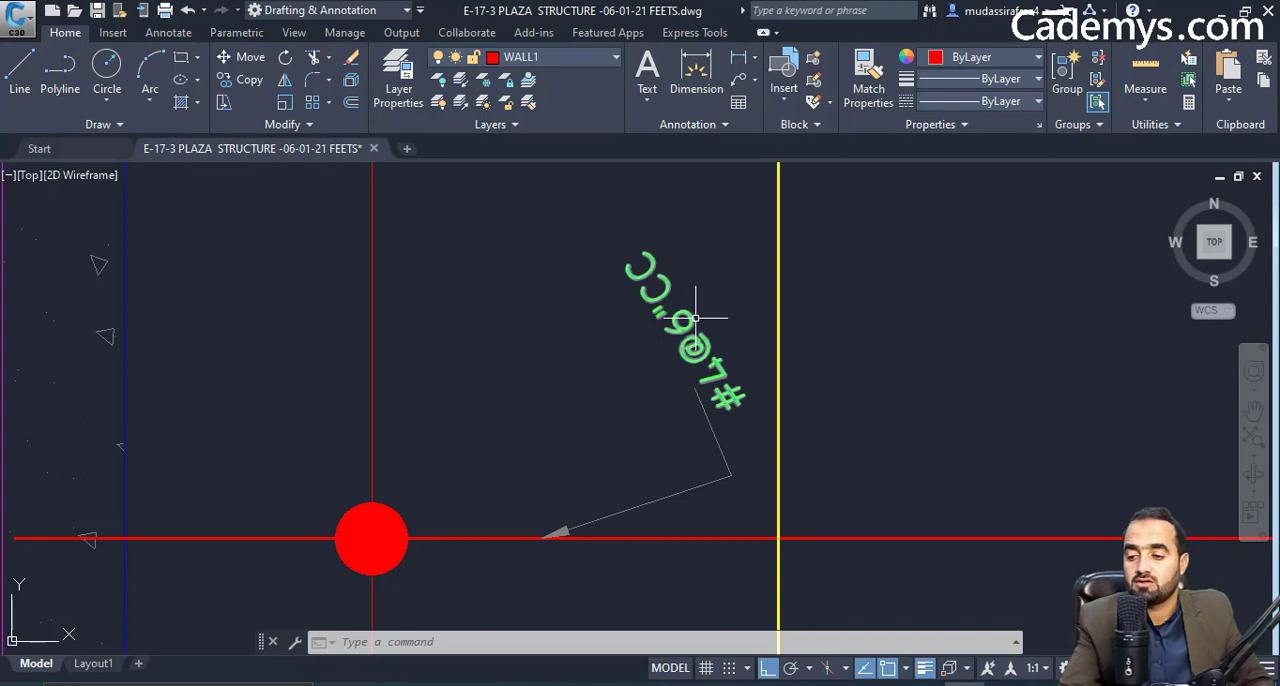 Drafting & Annotation
E-17-3 PLAZA STRUCTURE -06-01-21 FEETS.dwg
Type a keyword or phrase
Cademys.com
C3D
Home
Insert
Annotate
Parametric
View
Manage
Output
Collaborate
Add-ins
Featured Apps
Express Tools
Line
Polyline
Circle
Arc
Move
Copy
Layer
Properties
WALL1
Text
Dimension
Insert
Match
Properties
ByLayer
ByLayer
ByLayer
Group
Measure
Paste
Draw
Modify
Layers
Annotation
Block
Properties
Groups
Utilities
Clipboard
Start
E-17-3 PLAZA STRUCTURE -06-01-21 FEETS*
[−][Top][2D Wireframe]
N
W
TOP
E
S
WCS
#4@6"CC
Y
X
Type a command
Model
Layout1
MODEL
1:1